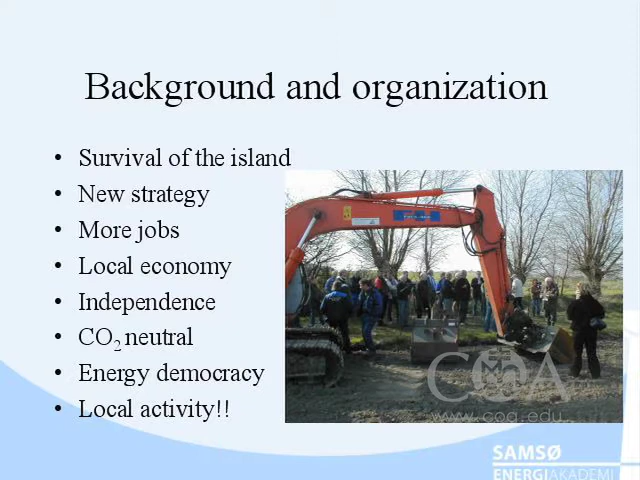 Background and organization
• Survival of the island
• New strategy
• More jobs
• Local economy
• Independence
• CO₂ neutral
• Energy democracy
• Local activity!!
COA
www.coa.edu
SAMSØ
ENERGIAKADEMI